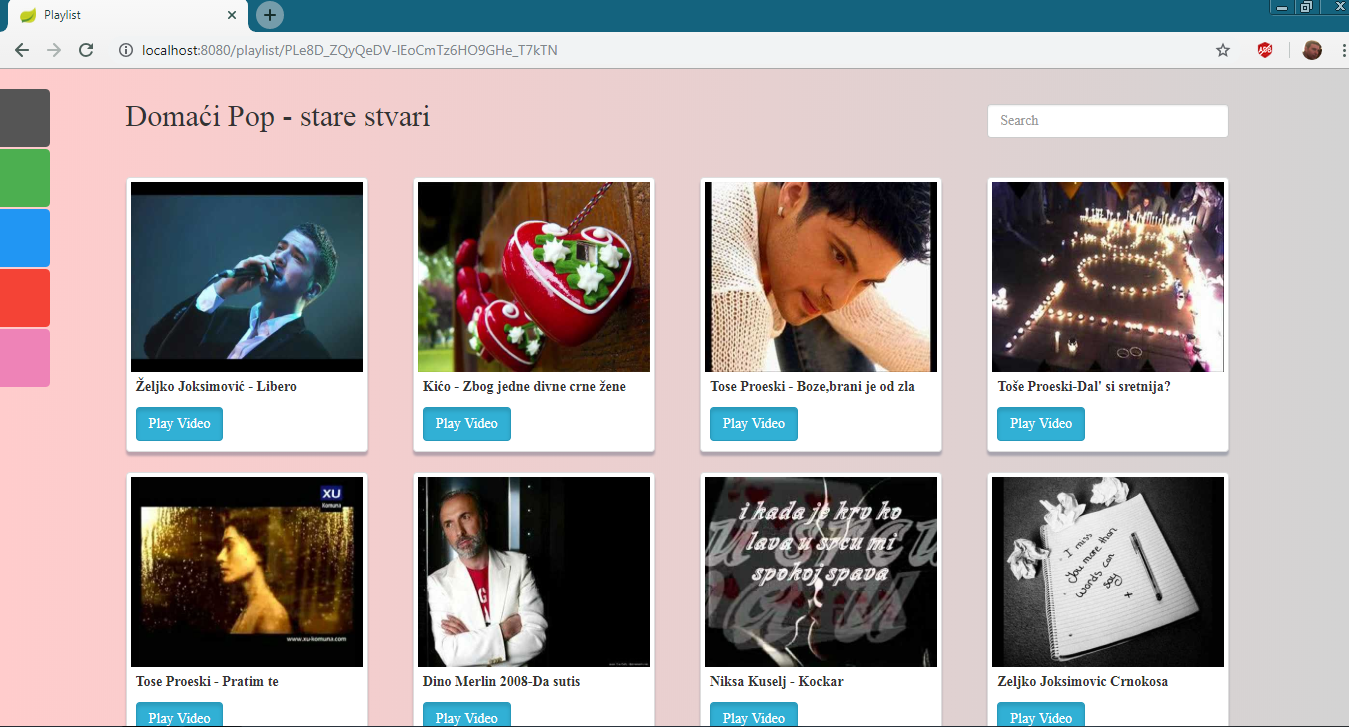 Playlist
localhost:8080/playlist/PLe8D_ZQyQeDV-lEoCmTz6HO9GHe_T7kTN
ABP
Domaći Pop - stare stvari
Search
Željko Joksimović - Libero
Kićo - Zbog jedne divne crne žene
Tose Proeski - Boze,brani je od zla
Toše Proeski-Dal' si sretnija?
Play Video
Play Video
Play Video
Play Video
XU
Komuna
www.xu-komuna.com
i kada je krv ko
lava u srcu mi
spokoj spava
I miss
you more than
words can
say
x
Tose Proeski - Pratim te
Dino Merlin 2008-Da sutis
Niksa Kuselj - Kockar
Zeljko Joksimovic Crnokosa
Play Video
Play Video
Play Video
Play Video